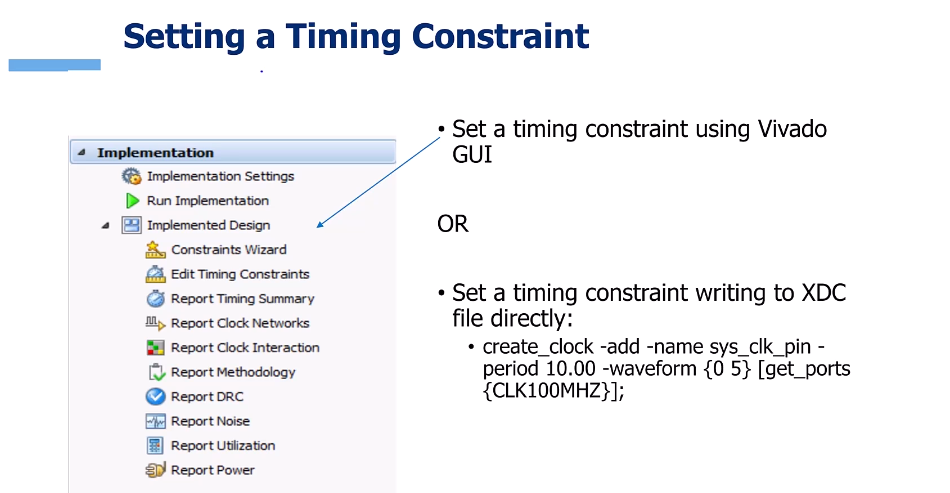 Setting a Timing Constraint
Implementation
Implementation Settings
Run Implementation
Implemented Design
Constraints Wizard
Edit Timing Constraints
Report Timing Summary
Report Clock Networks
Report Clock Interaction
Report Methodology
Report DRC
Report Noise
Report Utilization
Report Power
• Set a timing constraint using Vivado
GUI
OR
• Set a timing constraint writing to XDC
file directly:
• create_clock -add -name sys_clk_pin -
period 10.00 -waveform {0 5} [get_ports
{CLK100MHZ}];